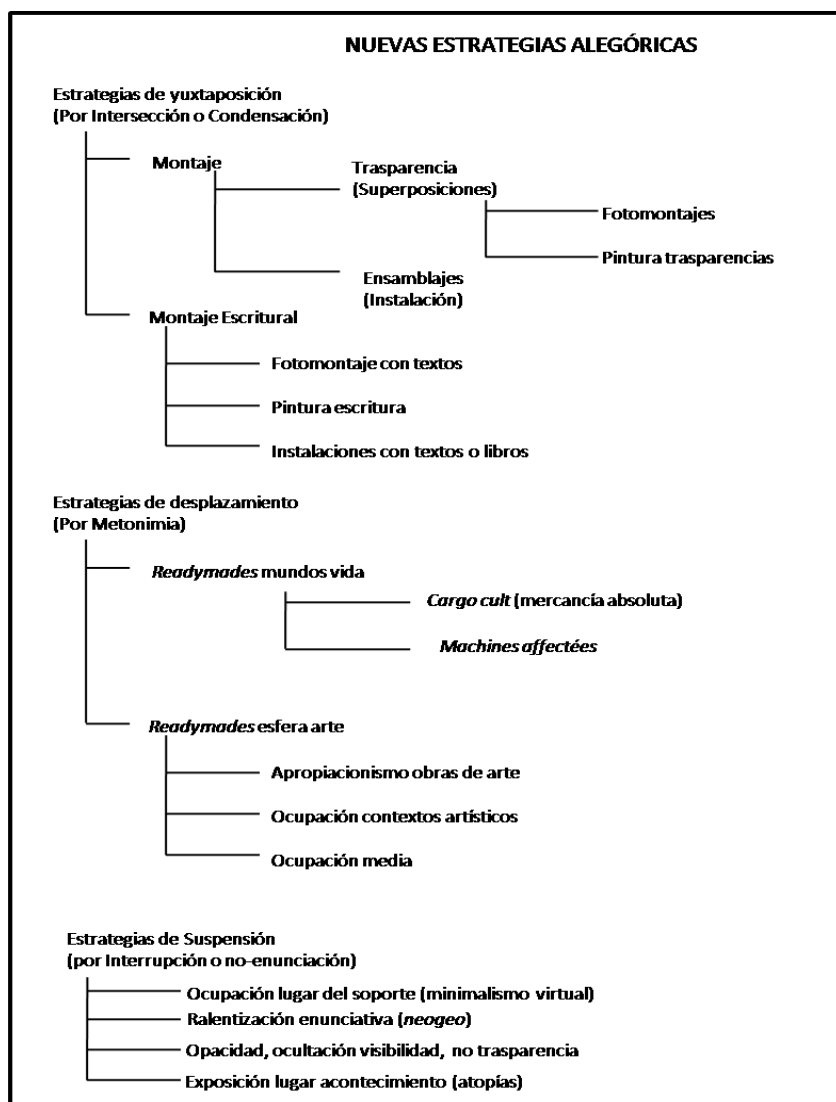 NUEVAS ESTRATEGIAS ALEGÓRICAS
Estrategias de yuxtaposición
(Por Intersección o Condensación)
Montaje
Trasparencia
(Superposiciones)
Fotomontajes
Pintura trasparencias
Ensamblajes
(Instalación)
Montaje Escritural
Fotomontaje con textos
Pintura escritura
Instalaciones con textos o libros
Estrategias de desplazamiento
(Por Metonimia)
Readymades mundos vida
Cargo cult (mercancía absoluta)
Machines affectées
Readymades esfera arte
Apropiacionismo obras de arte
Ocupación contextos artísticos
Ocupación media
Estrategias de Suspensión
(por Interrupción o no-enunciación)
Ocupación lugar del soporte (minimalismo virtual)
Ralentización enunciativa (neogeo)
Opacidad, ocultación visibilidad, no trasparencia
Exposición lugar acontecimiento (atopías)